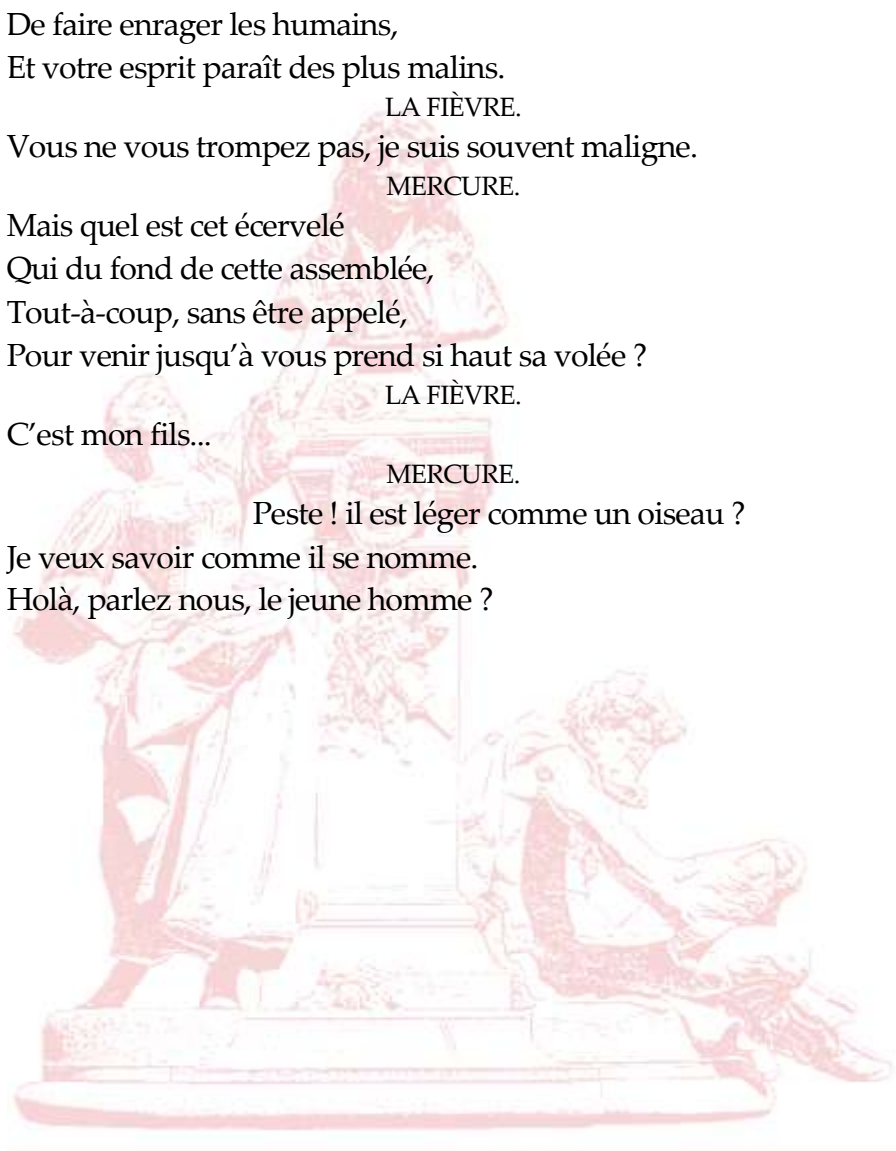 De faire enrager les humains,
Et votre esprit paraît des plus malins.
LA FIÈVRE.
Vous ne vous trompez pas, je suis souvent maligne.
MERCURE.
Mais quel est cet écervelé
Qui du fond de cette assemblée,
Tout-à-coup, sans être appelé,
Pour venir jusqu’à vous prend si haut sa volée ?
LA FIÈVRE.
C’est mon fils...
MERCURE.
Peste ! il est léger comme un oiseau ?
Je veux savoir comme il se nomme.
Holà, parlez nous, le jeune homme ?